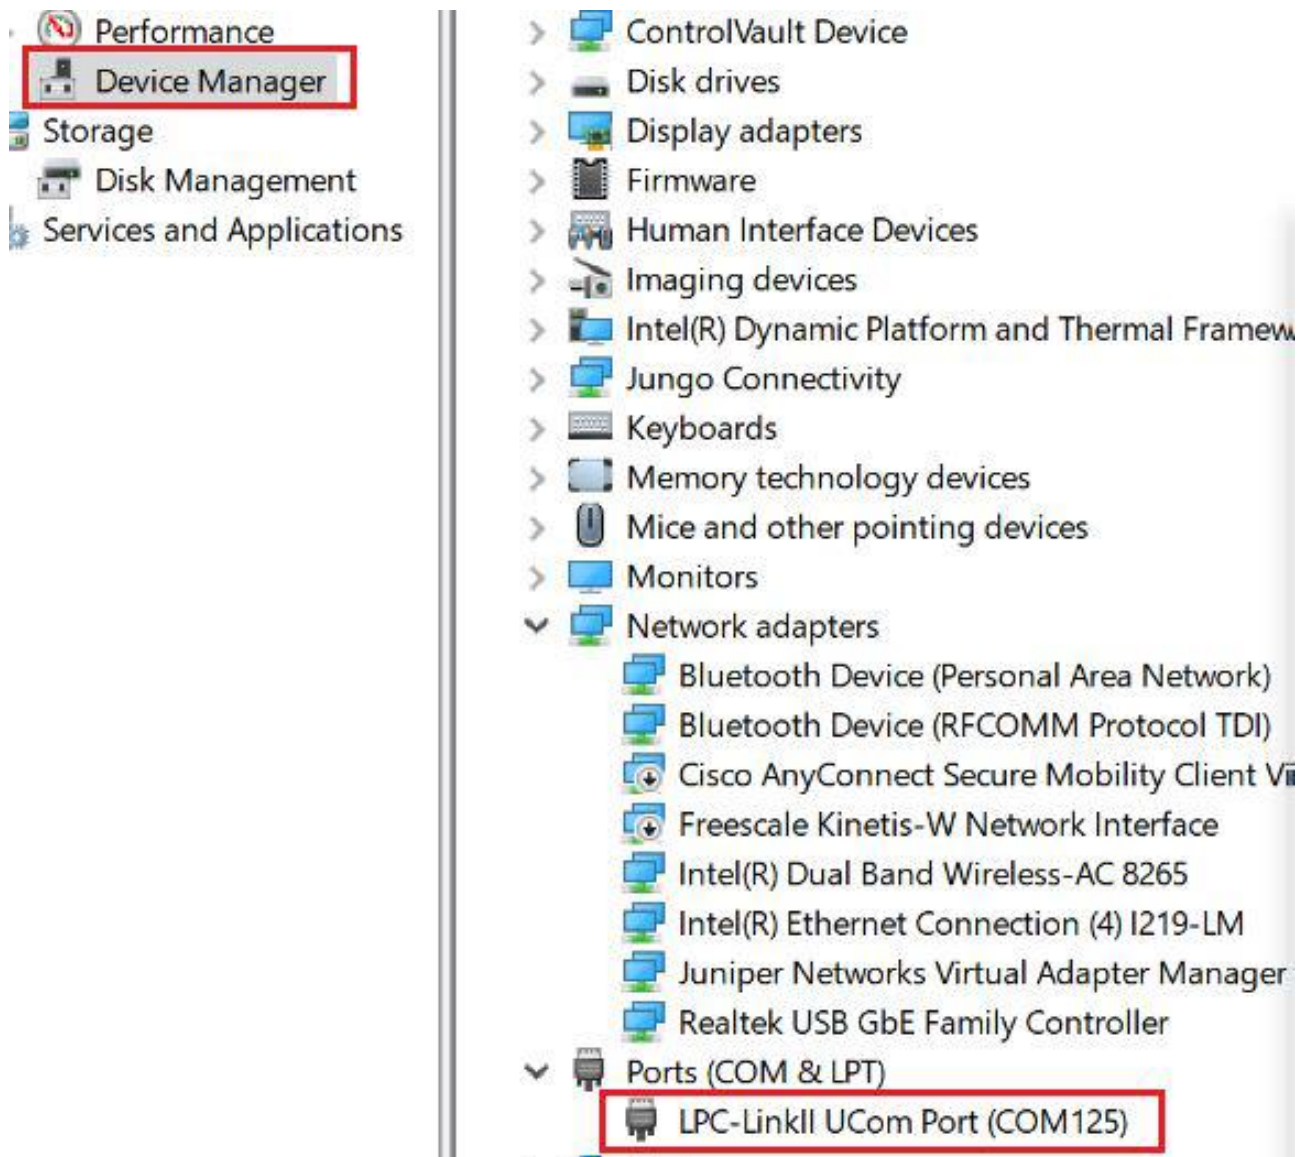 Performance
Device Manager
Storage
Disk Management
Services and Applications
ControlVault Device
Disk drives
Display adapters
Firmware
Human Interface Devices
Imaging devices
Intel(R) Dynamic Platform and Thermal Framew
Jungo Connectivity
Keyboards
Memory technology devices
Mice and other pointing devices
Monitors
Network adapters
Bluetooth Device (Personal Area Network)
Bluetooth Device (RFCOMM Protocol TDI)
Cisco AnyConnect Secure Mobility Client Vi
Freescale Kinetis-W Network Interface
Intel(R) Dual Band Wireless-AC 8265
Intel(R) Ethernet Connection (4) I219-LM
Juniper Networks Virtual Adapter Manager
Realtek USB GbE Family Controller
Ports (COM & LPT)
LPC-LinkII UCom Port (COM125)